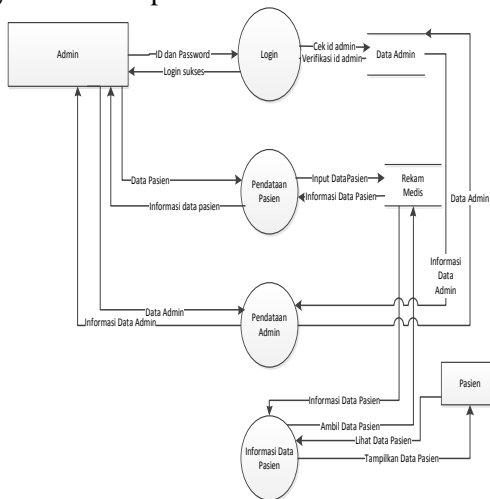 Admin
ID dan Password
Login sukses
Login
Cek id admin
Verifikasi id admin
Data Admin
Data Pasien
Informasi data pasien
Pendataan
Pasien
Input DataPasien
Informasi Data Pasien
Rekam
Medis
Data Admin
Informasi
Data
Admin
Data Admin
Informasi Data Admin
Pendataan
Admin
Informasi Data Pasien
Ambil Data Pasien
Lihat Data Pasien
Tampilkan Data Pasien
Informasi Data
Pasien
Pasien